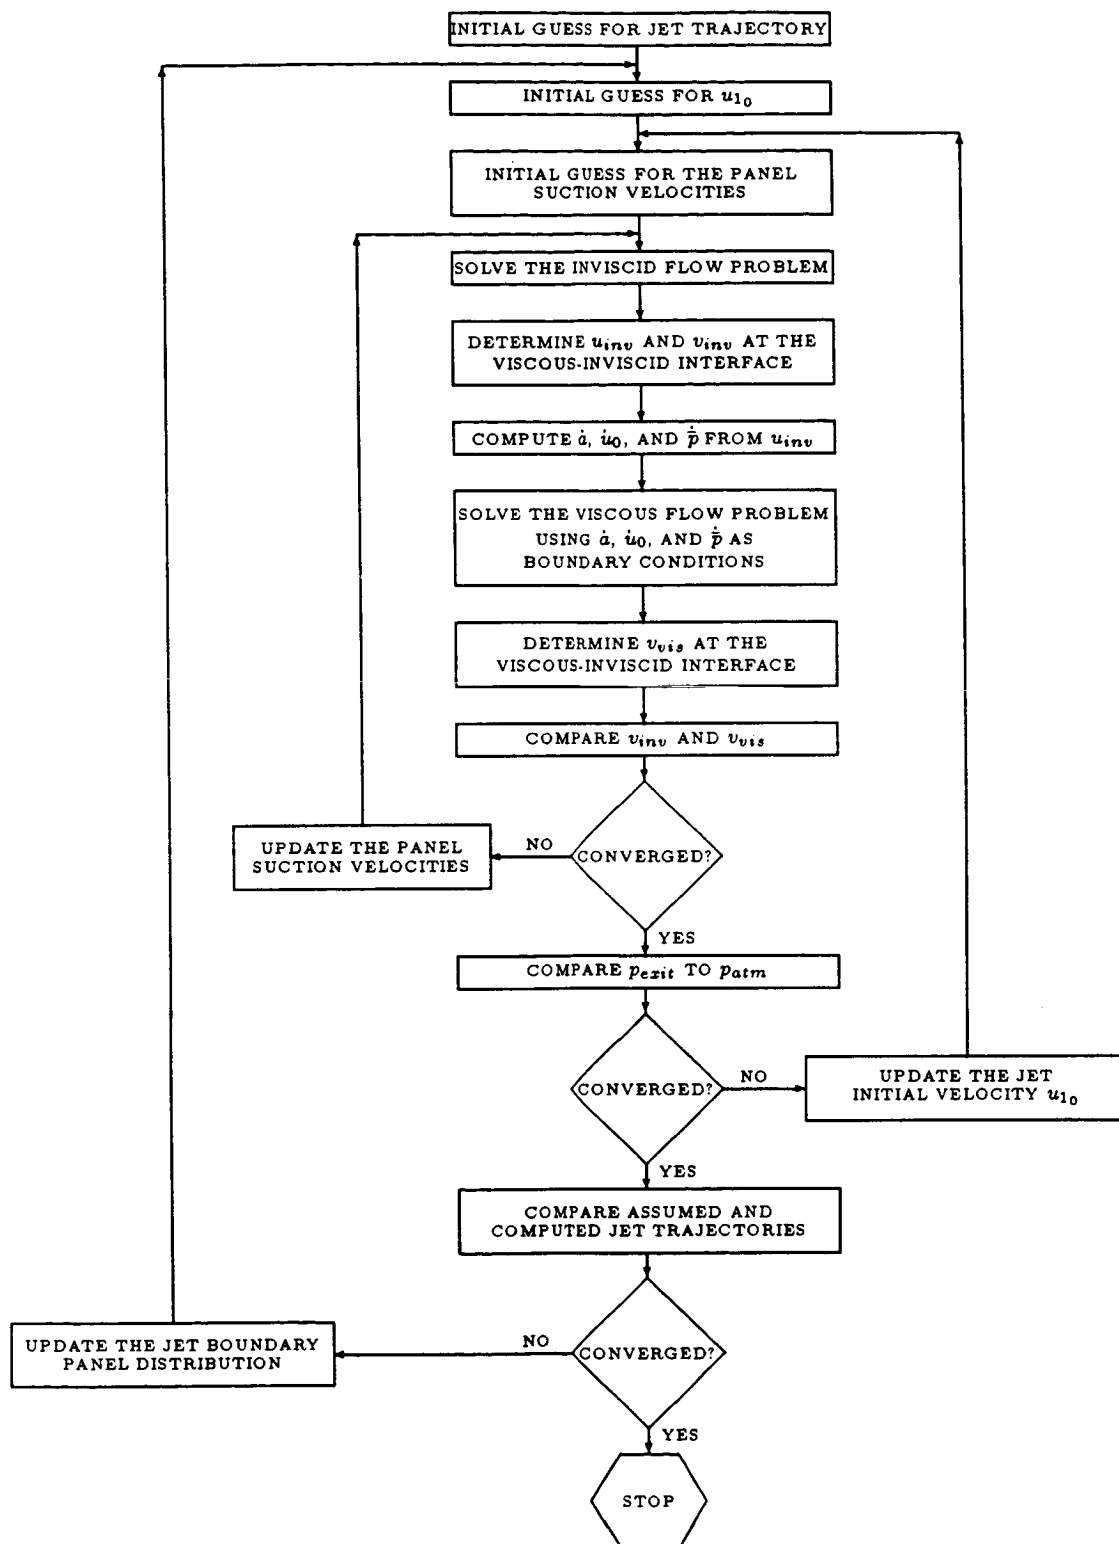 INITIAL GUESS FOR JET TRAJECTORY
INITIAL GUESS FOR u₁₀
INITIAL GUESS FOR THE PANEL
SUCTION VELOCITIES
SOLVE THE INVISCID FLOW PROBLEM
DETERMINE u_inv AND v_inv AT THE
VISCOUS-INVISCID INTERFACE
COMPUTE ȧ, u̇₀, AND p̄̇ FROM u_inv
SOLVE THE VISCOUS FLOW PROBLEM
USING ȧ, u̇₀, AND p̄̇ AS
BOUNDARY CONDITIONS
DETERMINE v_vis AT THE
VISCOUS-INVISCID INTERFACE
COMPARE v_inv AND v_vis
UPDATE THE PANEL
SUCTION VELOCITIES
NO
CONVERGED?
YES
COMPARE p_exit TO p_atm
CONVERGED?
NO
UPDATE THE JET
INITIAL VELOCITY u₁₀
YES
COMPARE ASSUMED AND
COMPUTED JET TRAJECTORIES
UPDATE THE JET BOUNDARY
PANEL DISTRIBUTION
NO
CONVERGED?
YES
STOP